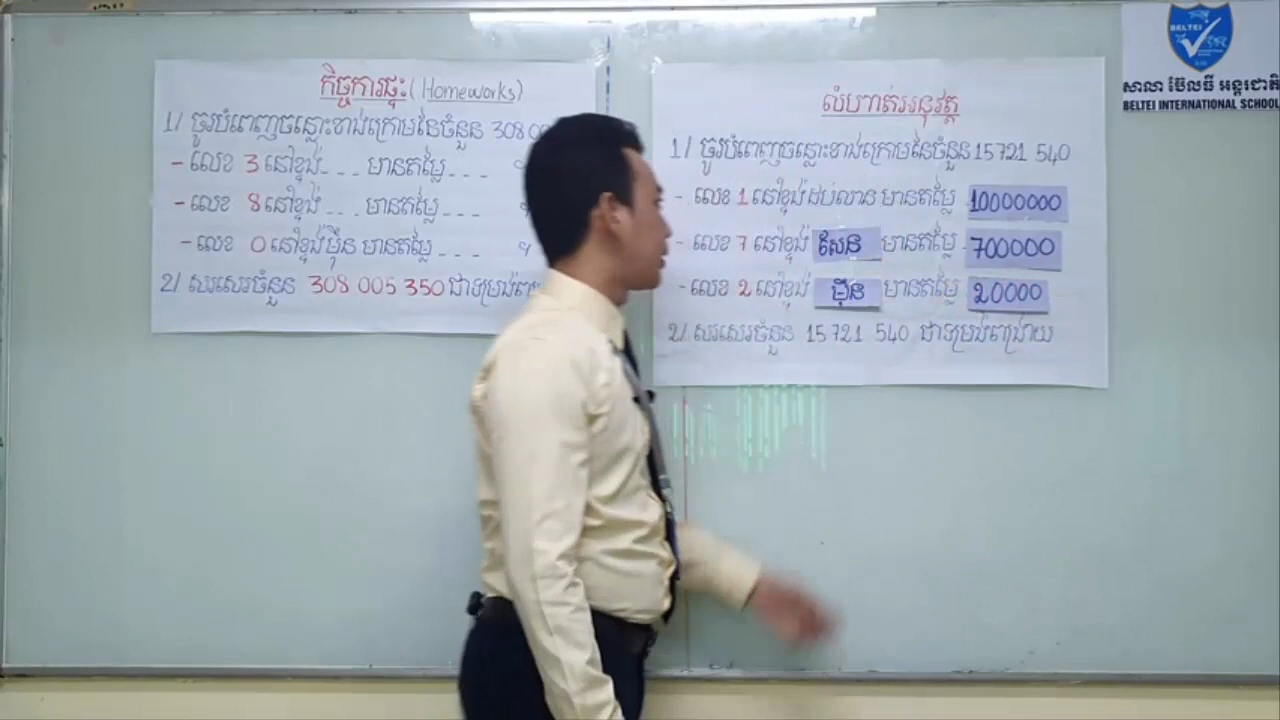 កិច្ចការផ្ទះ (Homeworks)
1/ ចូរបំពេញចន្លោះខាងក្រោមនៃចំនួន 308 0
- លេខ 3 នៅខ្ទង់ _ _ _ មានតម្លៃ _ _ _
- លេខ 8 នៅខ្ទង់ _ _ _ មានតម្លៃ _ _ _
- លេខ 0 នៅខ្ទង់ម៉ឺន មានតម្លៃ _ _ _
2/ សរសេរចំនួន 308 005 350 ជាទម្រង់ព
លំហាត់អនុវត្ត
1/ ចូរបំពេញចន្លោះខាងក្រោមនៃចំនួន 15721 540
- លេខ 1 នៅខ្ទង់ដប់លាន មានតម្លៃ 10000000
- លេខ 7 នៅខ្ទង់ សែន មានតម្លៃ 700000
- លេខ 2 នៅខ្ទង់ ម៉ឺន មានតម្លៃ 20000
2/ សរសេរចំនួន 15 721 540 ជាទម្រង់ពង្រាយ
BELTEI
សាលា ប៊ែលធី អន្តរជាតិ
BELTEI INTERNATIONAL SCHOOL